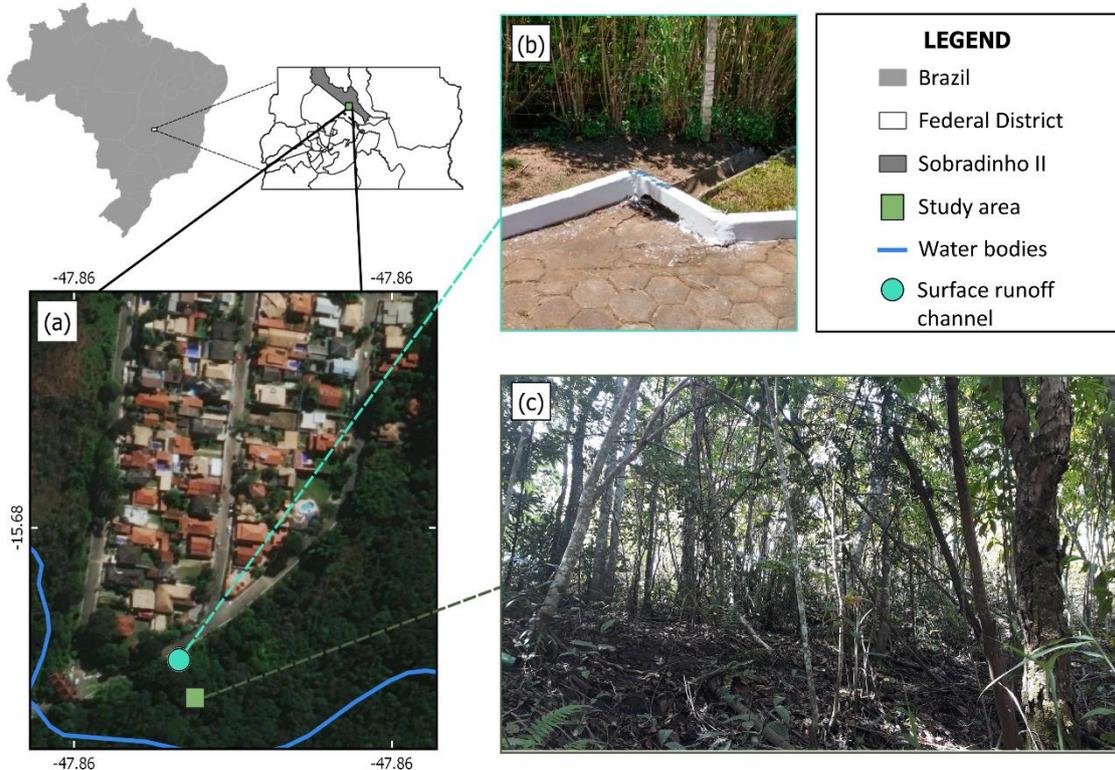 (b)
LEGEND
Brazil
Federal District
Sobradinho II
Study area
Water bodies
Surface runoff
channel
-47.86
-47.86
(a)
-15.68
(c)
-47.86
-47.86